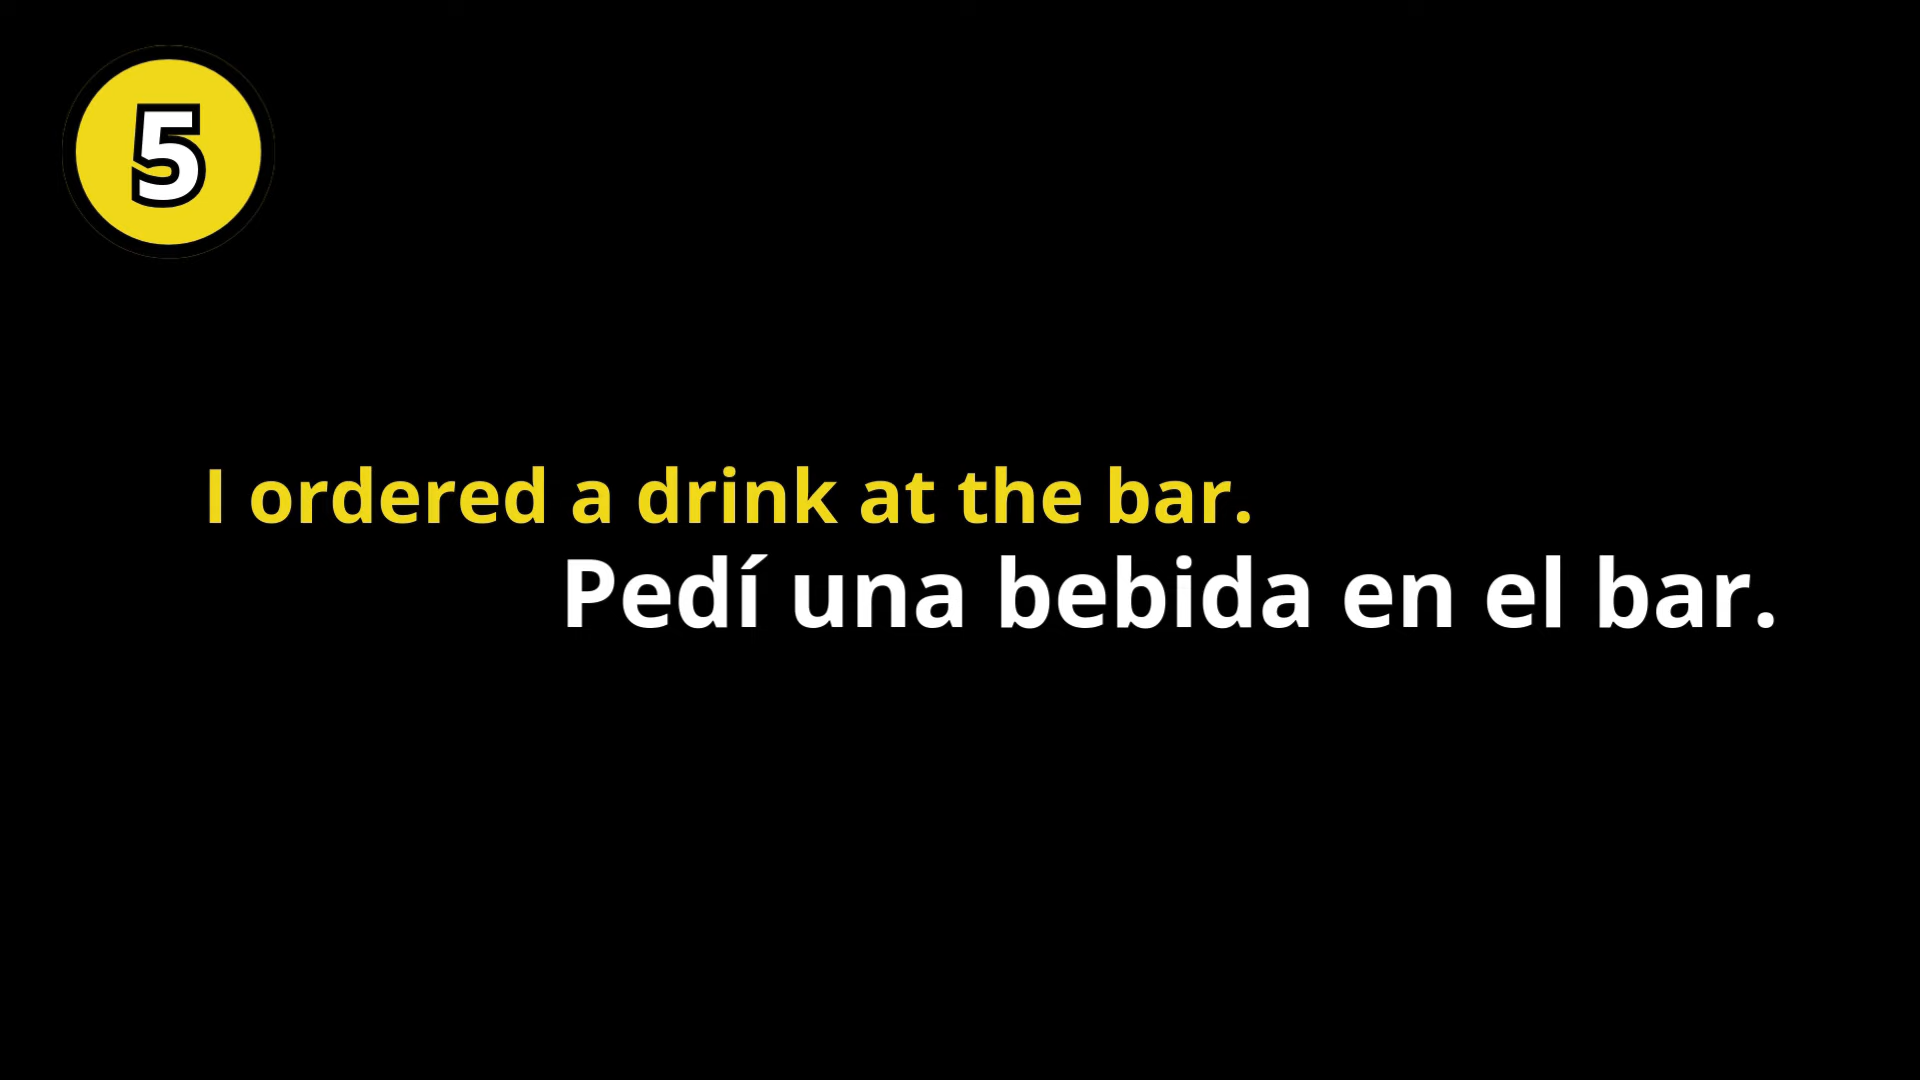 5
I ordered a drink at the bar.
Pedí una bebida en el bar.